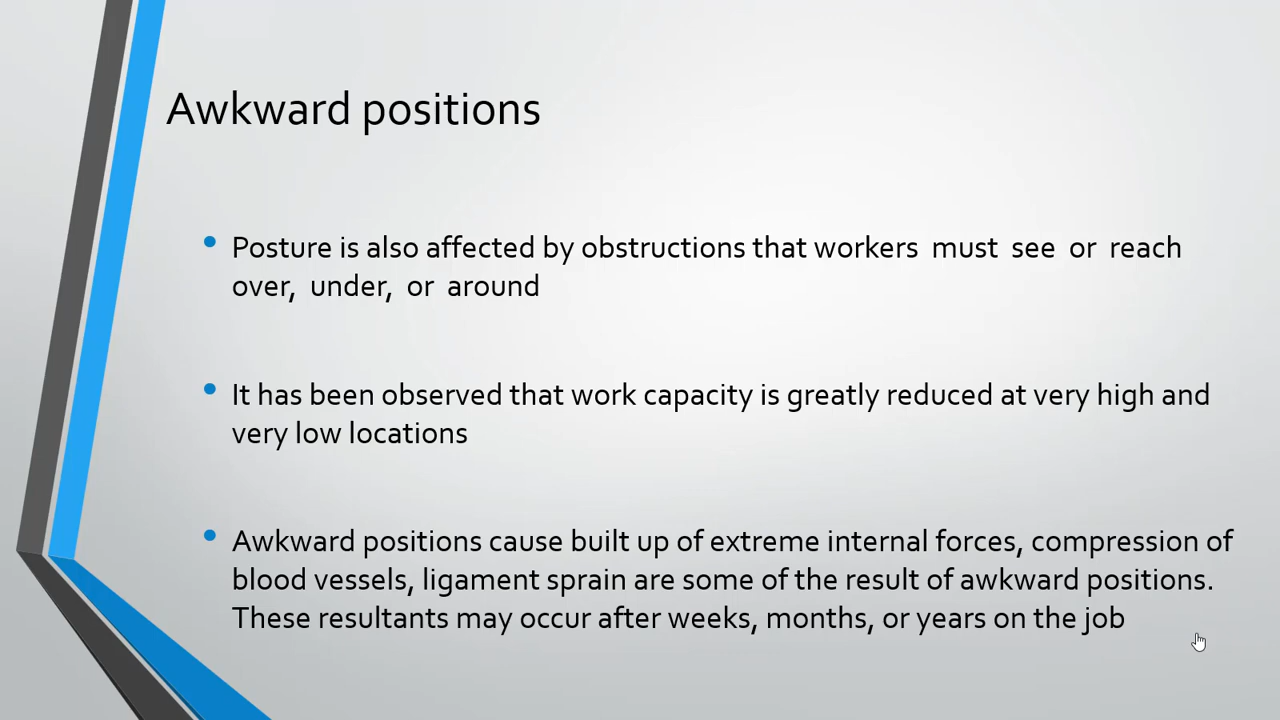 Awkward positions
Posture is also affected by obstructions that workers must see or reach
over, under, or around
It has been observed that work capacity is greatly reduced at very high and
very low locations
Awkward positions cause built up of extreme internal forces, compression of
blood vessels, ligament sprain are some of the result of awkward positions.
These resultants may occur after weeks, months, or years on the job